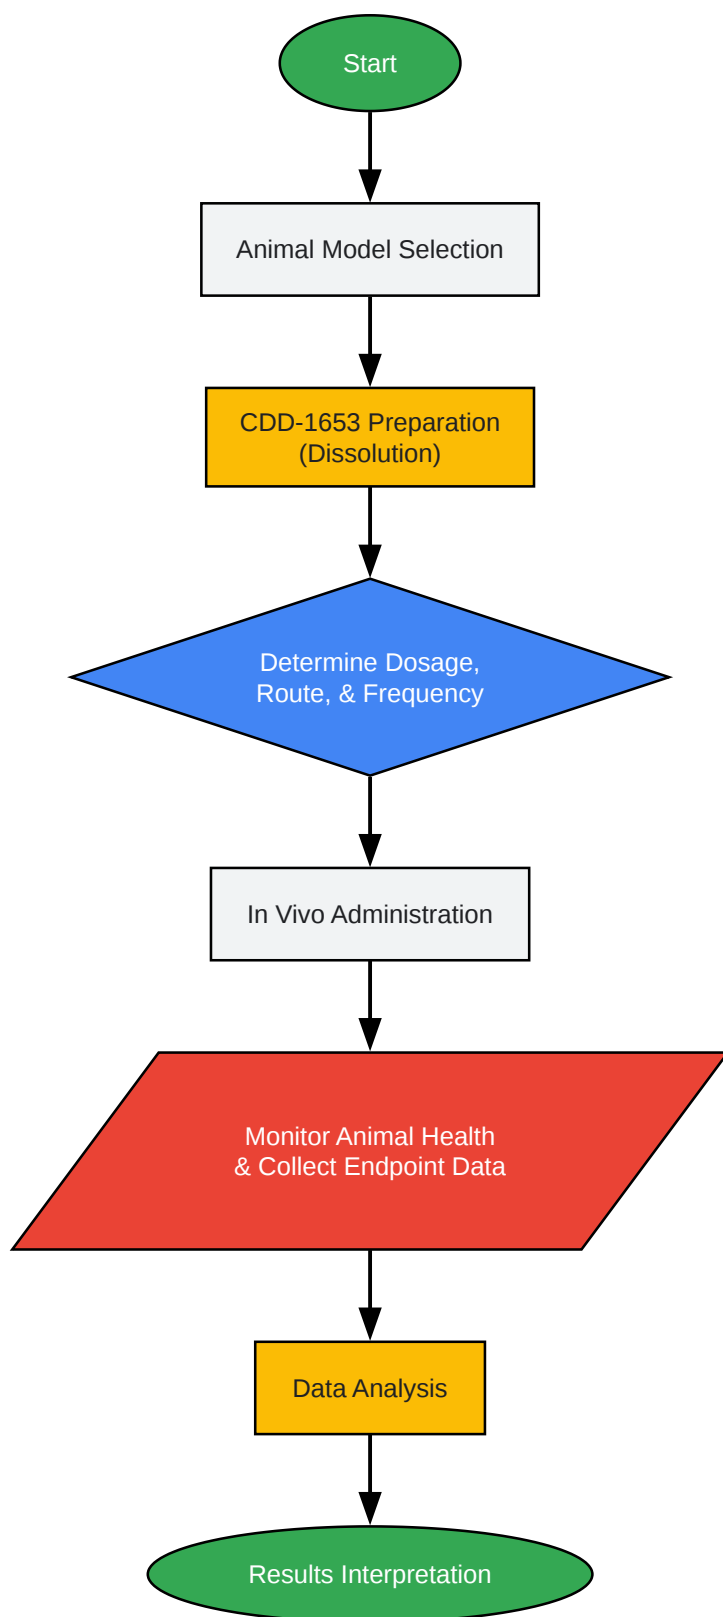 Start
Animal Model Selection
CDD-1653 Preparation
(Dissolution)
Determine Dosage,
Route, & Frequency
In Vivo Administration
Monitor Animal Health
& Collect Endpoint Data
Data Analysis
Results Interpretation